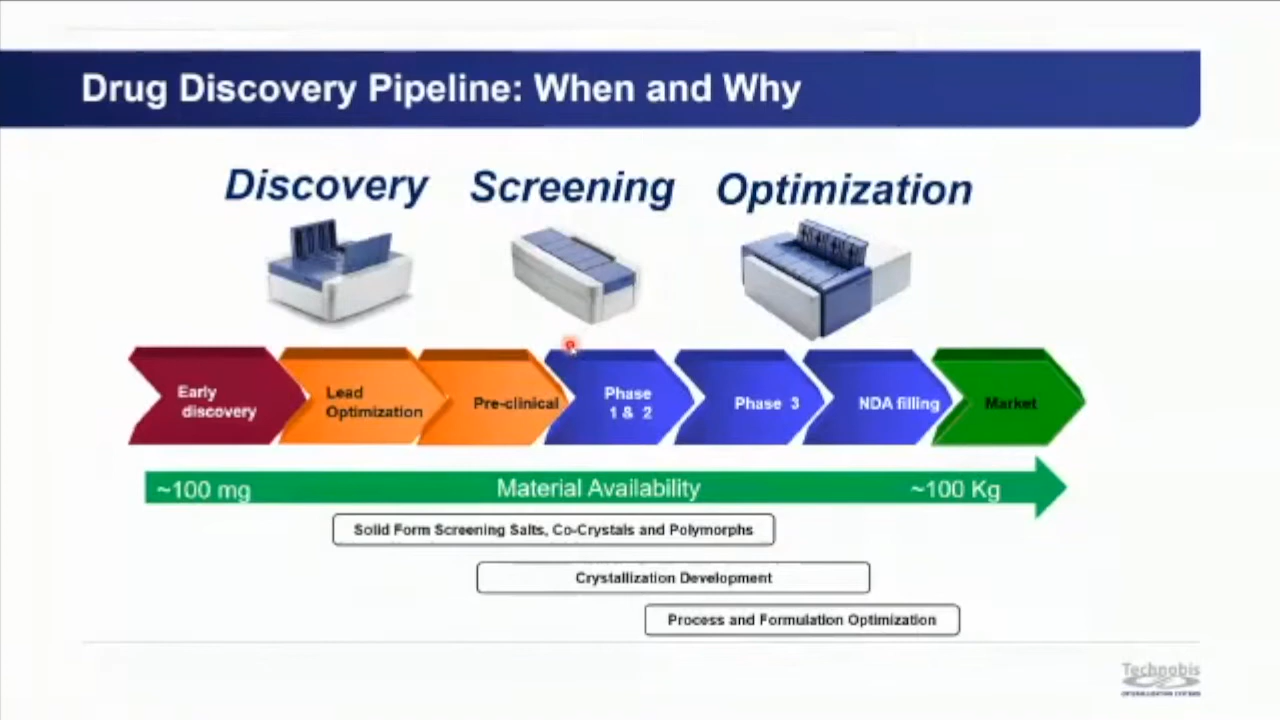 Drug Discovery Pipeline: When and Why
Discovery Screening Optimization
Early
discovery
Lead
Optimization
Pre-clinical
Phase
1 & 2
Phase 3
NDA filling
Market
~100 mg Material Availability ~100 Kg
Solid Form Screening Salts, Co-Crystals and Polymorphs
Crystallization Development
Process and Formulation Optimization
Technobis
CRYSTALLIZATION SYSTEMS